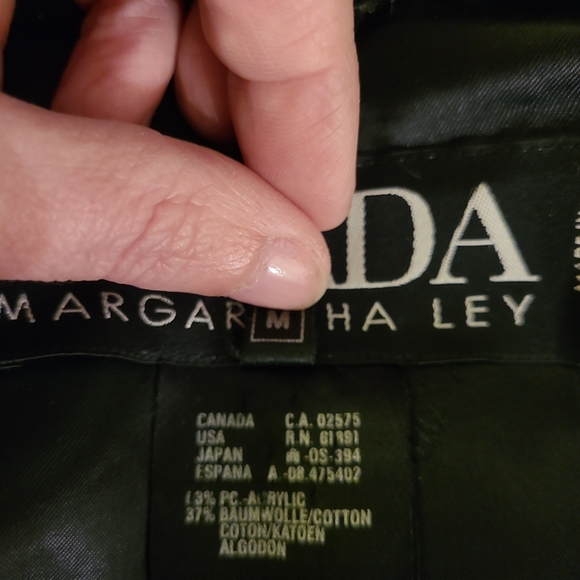 ADA
MARGAR M HA LEY
CANADA C.A. 02575
USA R.N. 61391
JAPAN -OS-394
ESPANA A.-08.475402
63% PC.-ACRYLIC
37% BAUMWOLLE/COTTON
COTON/KATOEN
ALGODON